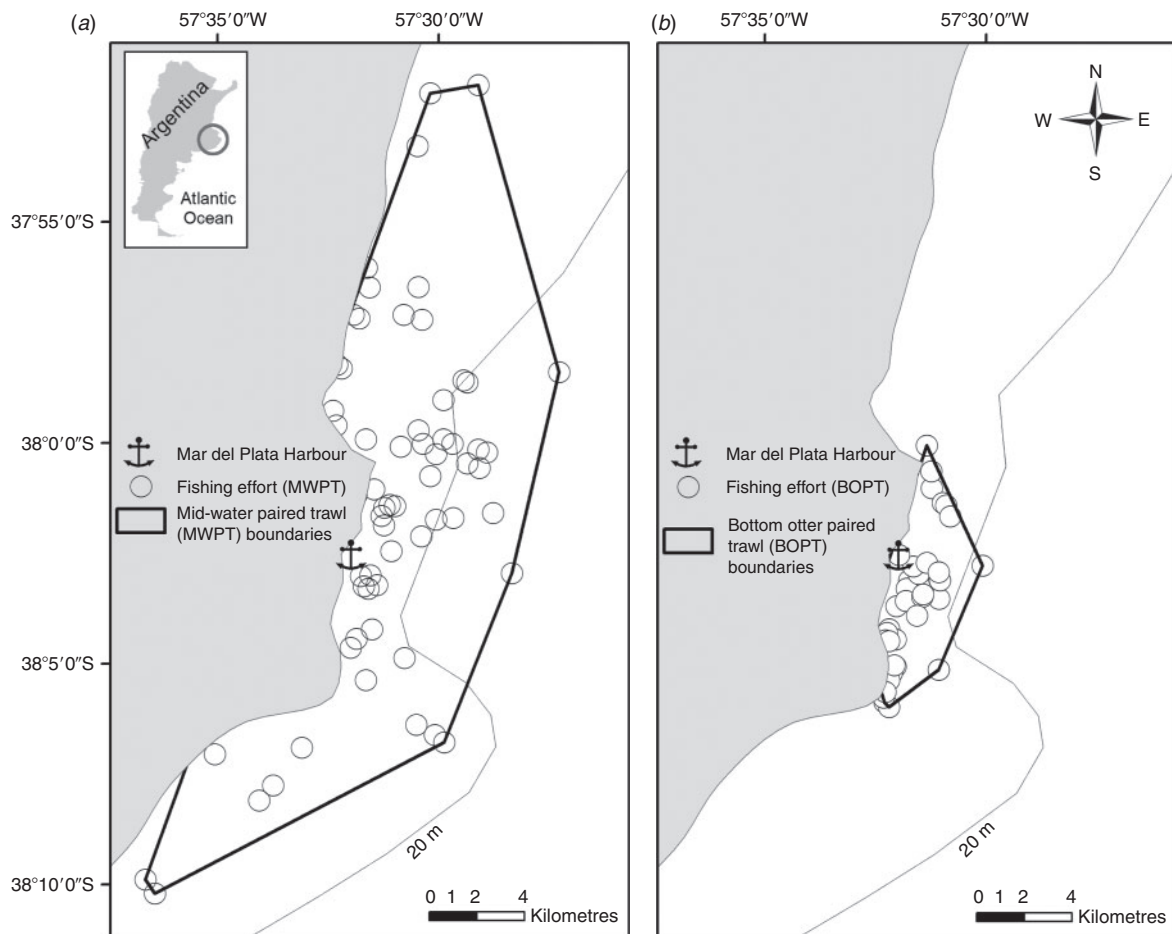 (a)
57°35′0″W
57°30′0″W
(b)
57°35′0″W
57°30′0″W
Argentina
Atlantic
Ocean
N
W
E
S
37°55′0″S
38°0′0″S
38°5′0″S
38°10′0″S
Mar del Plata Harbour
Fishing effort (MWPT)
Mid-water paired trawl
(MWPT) boundaries
20 m
0 1 2 4
Kilometres
Mar del Plata Harbour
Fishing effort (BOPT)
Bottom otter paired
trawl (BOPT)
boundaries
20 m
0 1 2 4
Kilometres